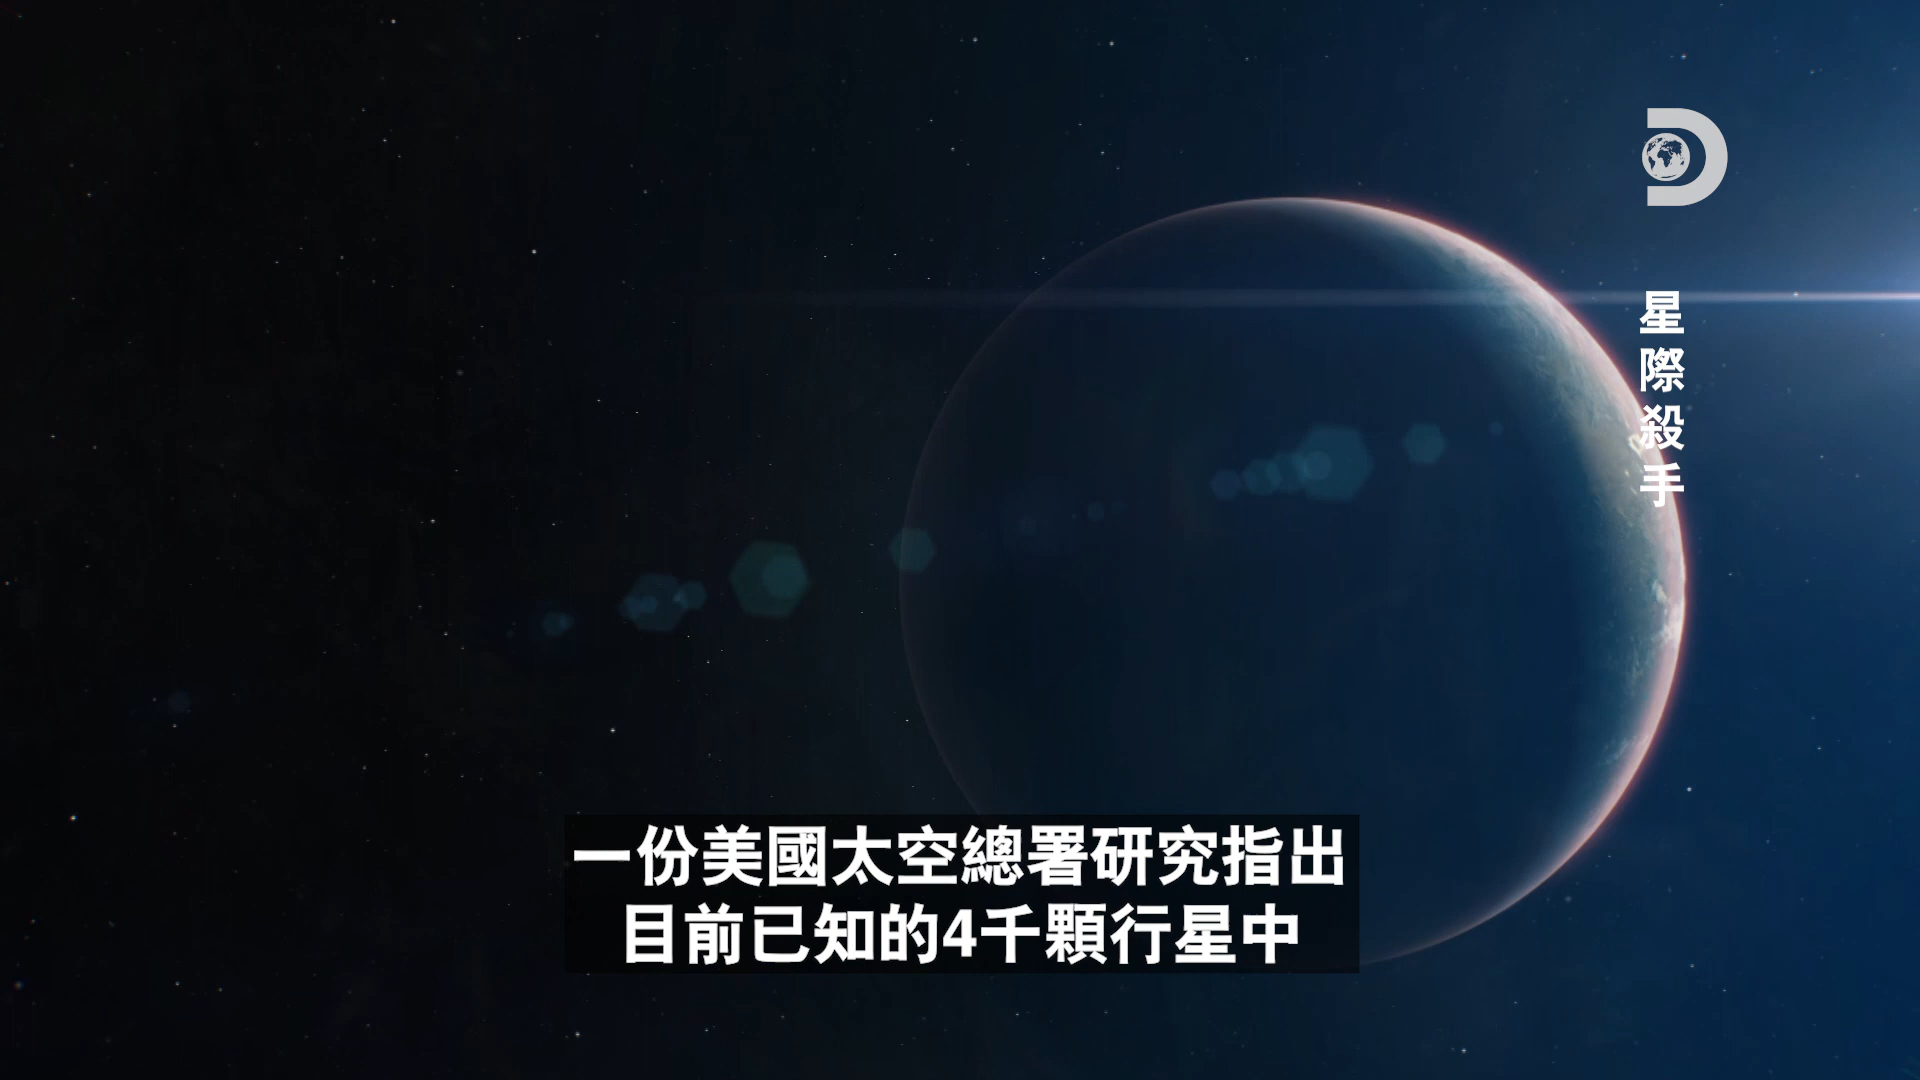 星際殺手
一份美國太空總署研究指出
目前已知的4千顆行星中